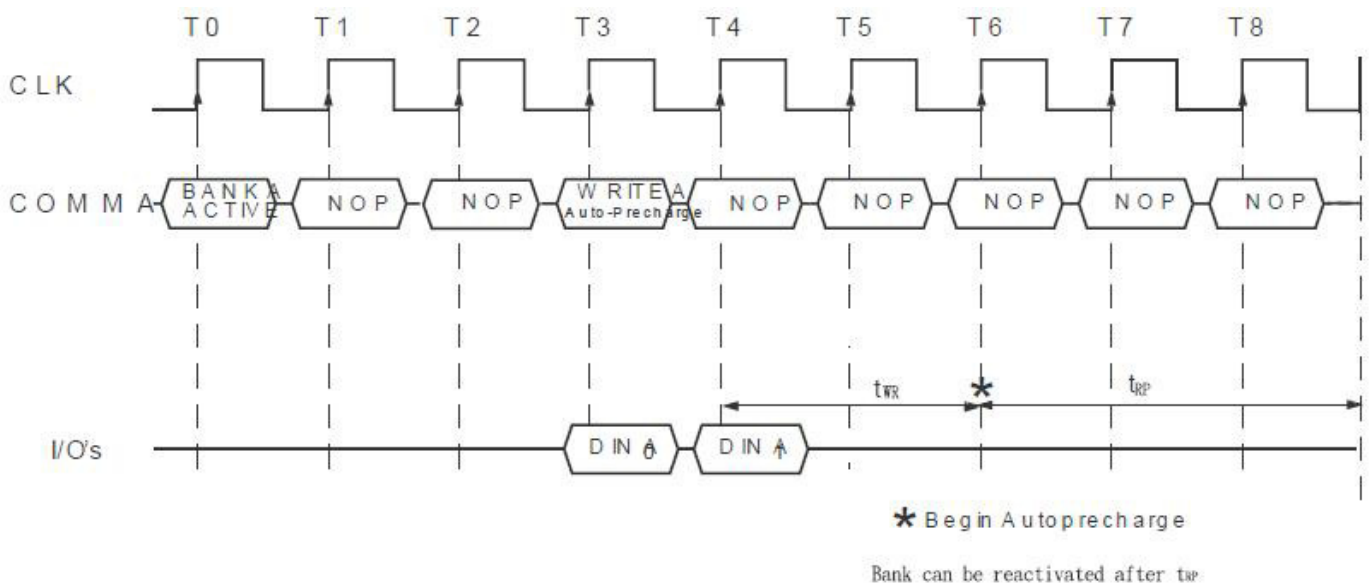 T0 T1 T2 T3 T4 T5 T6 T7 T8
CLK
COMMA
BANK A
ACTIVE
NOP
NOP
WRITE A
Auto-Precharge
NOP
NOP
NOP
NOP
NOP
tWR
*
tRP
I/O's
DIN A0
DIN A1
* Begin Autoprecharge
Bank can be reactivated after tRP